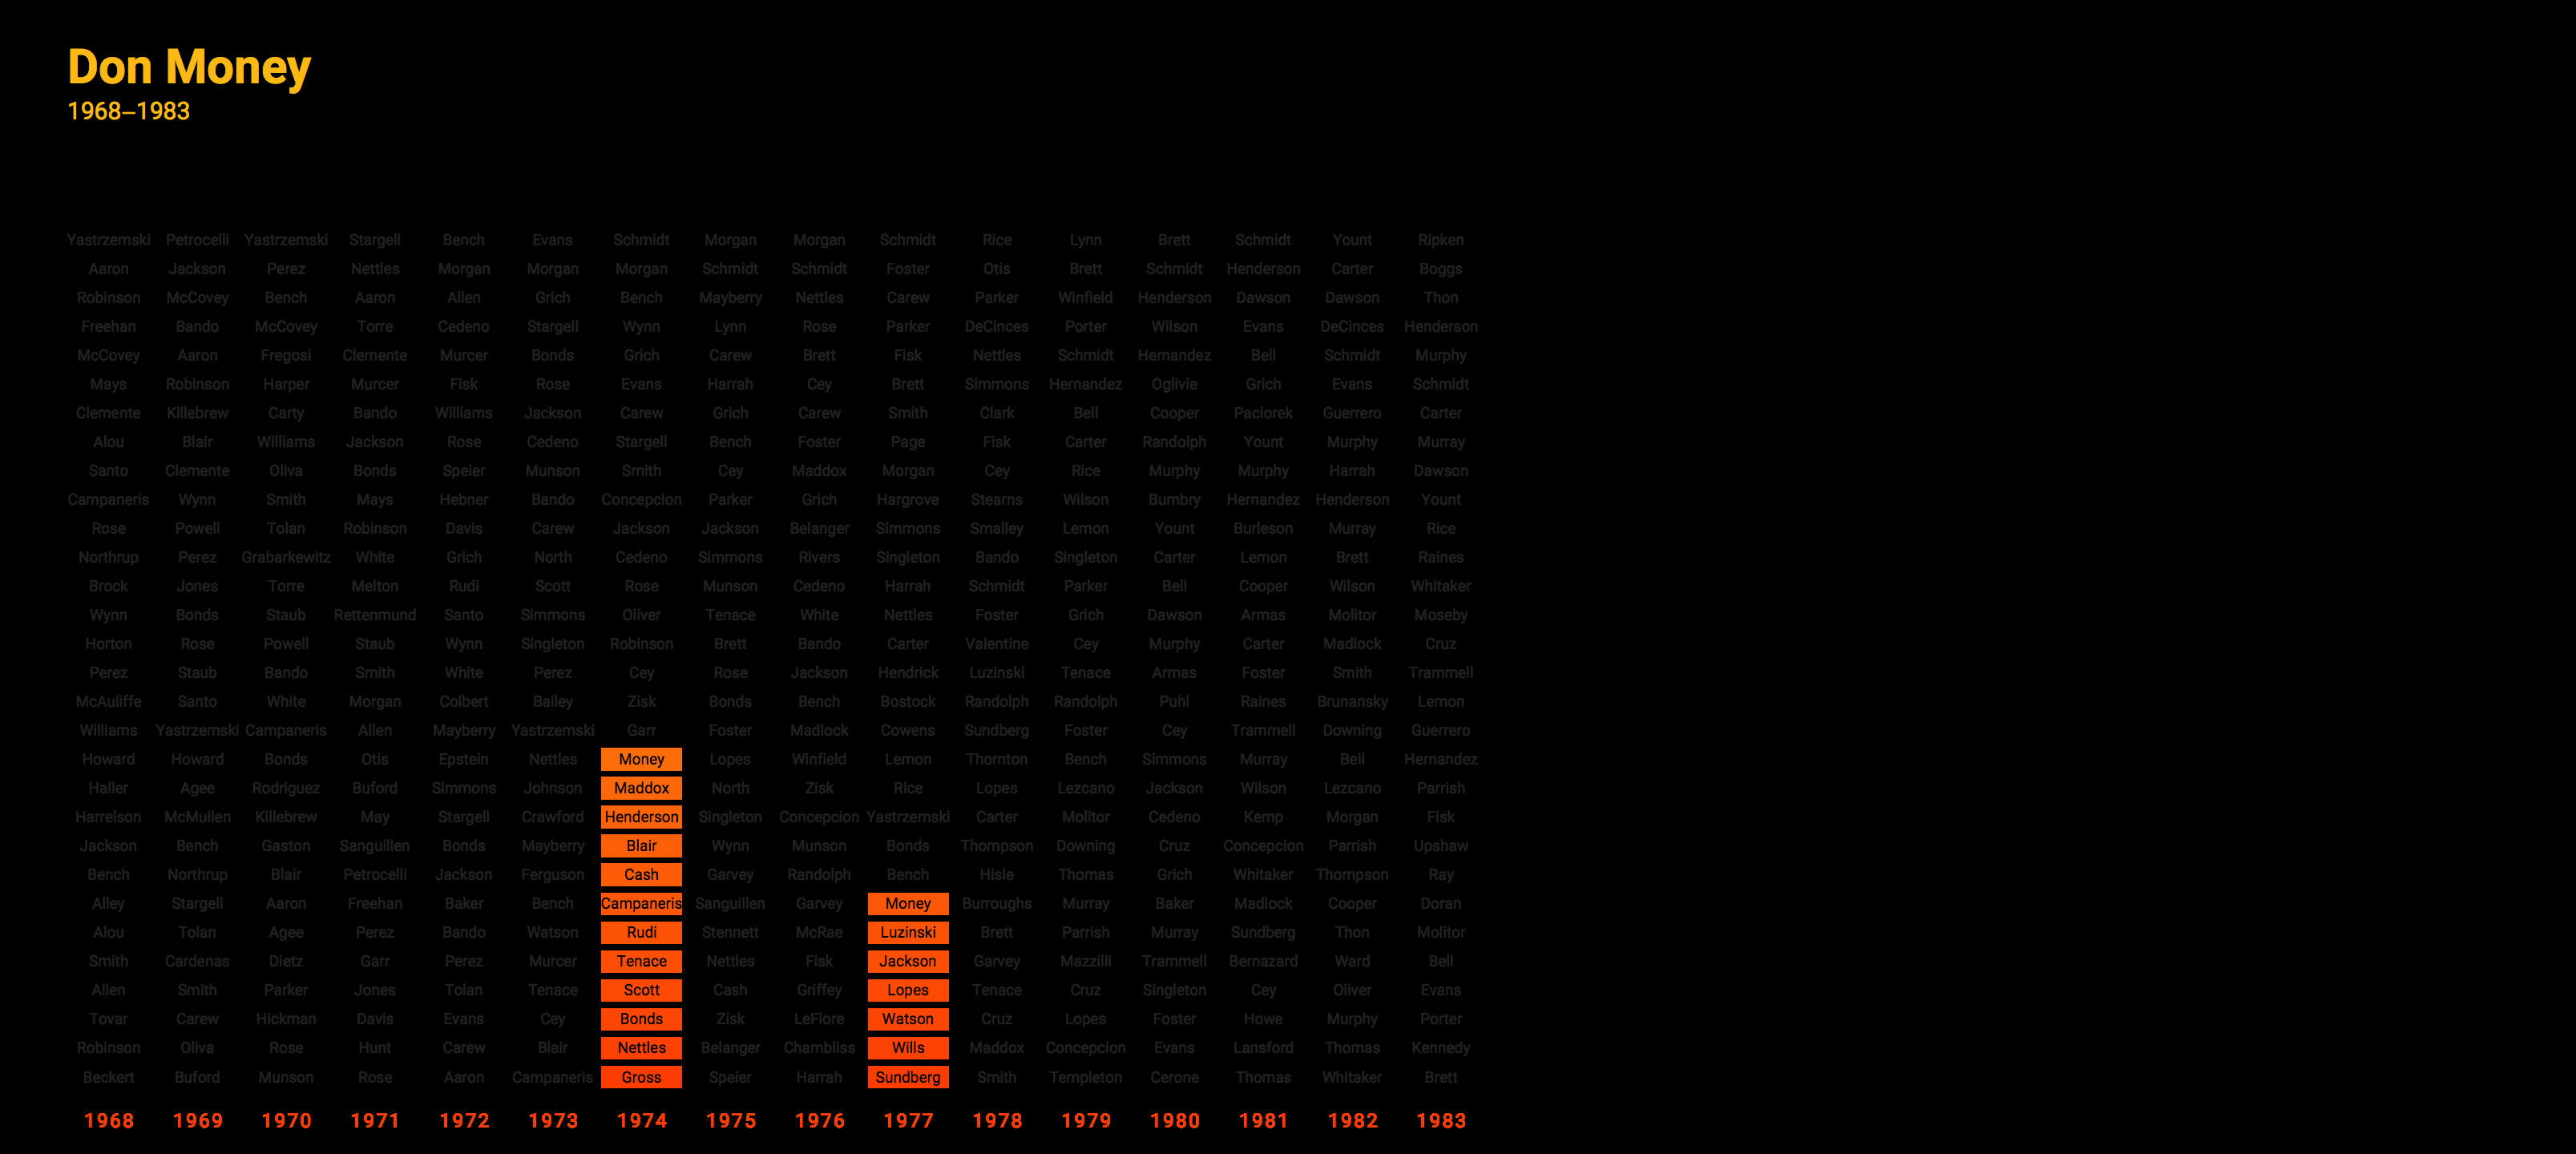 Don Money
1968–1983
Yastrzemski Petrocelli Yastrzemski Stargell Bench Evans Schmidt Morgan Morgan Schmidt Rice Lynn Brett Schmidt Yount Ripken
Aaron Jackson Perez Nettles Morgan Morgan Morgan Schmidt Schmidt Foster Otis Brett Schmidt Henderson Carter Boggs
Robinson McCovey Bench Aaron Allen Grich Bench Mayberry Nettles Carew Parker Winfield Henderson Dawson Dawson Thon
Freehan Bando McCovey Torre Cedeno Stargell Wynn Lynn Rose Parker DeCinces Porter Wilson Evans DeCinces Henderson
McCovey Aaron Fregosi Clemente Murcer Bonds Grich Carew Brett Fisk Nettles Schmidt Hernandez Bell Schmidt Murphy
Mays Robinson Harper Murcer Fisk Rose Evans Harrah Cey Brett Simmons Hernandez Oglivie Grich Evans Schmidt
Clemente Killebrew Carty Bando Williams Jackson Carew Grich Carew Smith Clark Bell Cooper Paciorek Guerrero Carter
Alou Blair Williams Jackson Rose Cedeno Stargell Bench Foster Page Fisk Carter Randolph Yount Murphy Murray
Santo Clemente Oliva Bonds Speier Munson Smith Cey Maddox Morgan Cey Rice Murphy Murphy Harrah Dawson
Campaneris Wynn Smith Mays Hebner Bando Concepcion Parker Grich Hargrove Stearns Wilson Bumbry Hernandez Henderson Yount
Rose Powell Tolan Robinson Davis Carew Jackson Jackson Belanger Simmons Smalley Lemon Yount Burleson Murray Rice
Northrup Perez Grabarkewitz White Grich North Cedeno Simmons Rivers Singleton Bando Singleton Carter Lemon Brett Raines
Brock Jones Torre Melton Rudi Scott Rose Munson Cedeno Harrah Schmidt Parker Bell Cooper Wilson Whitaker
Wynn Bonds Staub Rettenmund Santo Simmons Oliver Tenace White Nettles Foster Grich Dawson Armas Molitor Moseby
Horton Rose Powell Staub Wynn Singleton Robinson Brett Bando Carter Valentine Cey Murphy Carter Madlock Cruz
Perez Staub Bando Smith White Perez Cey Rose Jackson Hendrick Luzinski Tenace Armas Foster Smith Trammell
McAuliffe Santo White Morgan Colbert Bailey Zisk Bonds Bench Bostock Randolph Randolph Puhl Raines Brunansky Lemon
Williams Yastrzemski Campaneris Allen Mayberry Yastrzemski Garr Foster Madlock Cowens Sundberg Foster Cey Trammell Downing Guerrero
Howard Howard Bonds Otis Epstein Nettles Money Lopes Winfield Lemon Thornton Bench Simmons Murray Bell Hernandez
Haller Agee Rodriguez Buford Simmons Johnson Maddox North Zisk Rice Lopes Lezcano Jackson Wilson Lezcano Parrish
Harrelson McMullen Killebrew May Stargell Crawford Henderson Singleton Concepcion Yastrzemski Carter Molitor Cedeno Kemp Morgan Fisk
Jackson Bench Gaston Sanguillen Bonds Mayberry Blair Wynn Munson Bonds Thompson Downing Cruz Concepcion Parrish Upshaw
Bench Northrup Blair Petrocelli Jackson Ferguson Cash Garvey Randolph Bench Hisle Thomas Grich Whitaker Thompson Ray
Alley Stargell Aaron Freehan Baker Bench Campaneris Sanguillen Garvey Money Burroughs Murray Baker Madlock Cooper Doran
Alou Tolan Agee Perez Bando Watson Rudi Stennett McRae Luzinski Brett Parrish Murray Sundberg Thon Molitor
Smith Cardenas Dietz Garr Perez Murcer Tenace Nettles Fisk Jackson Garvey Mazzilli Trammell Bernazard Ward Bell
Allen Smith Parker Jones Tolan Tenace Scott Cash Griffey Lopes Tenace Cruz Singleton Cey Oliver Evans
Tovar Carew Hickman Davis Evans Cey Bonds Zisk LeFlore Watson Cruz Lopes Foster Howe Murphy Porter
Robinson Oliva Rose Hunt Carew Blair Nettles Belanger Chambliss Wills Maddox Concepcion Evans Lansford Thomas Kennedy
Beckert Buford Munson Rose Aaron Campaneris Gross Speier Harrah Sundberg Smith Templeton Cerone Thomas Whitaker Brett
1968 1969 1970 1971 1972 1973 1974 1975 1976 1977 1978 1979 1980 1981 1982 1983